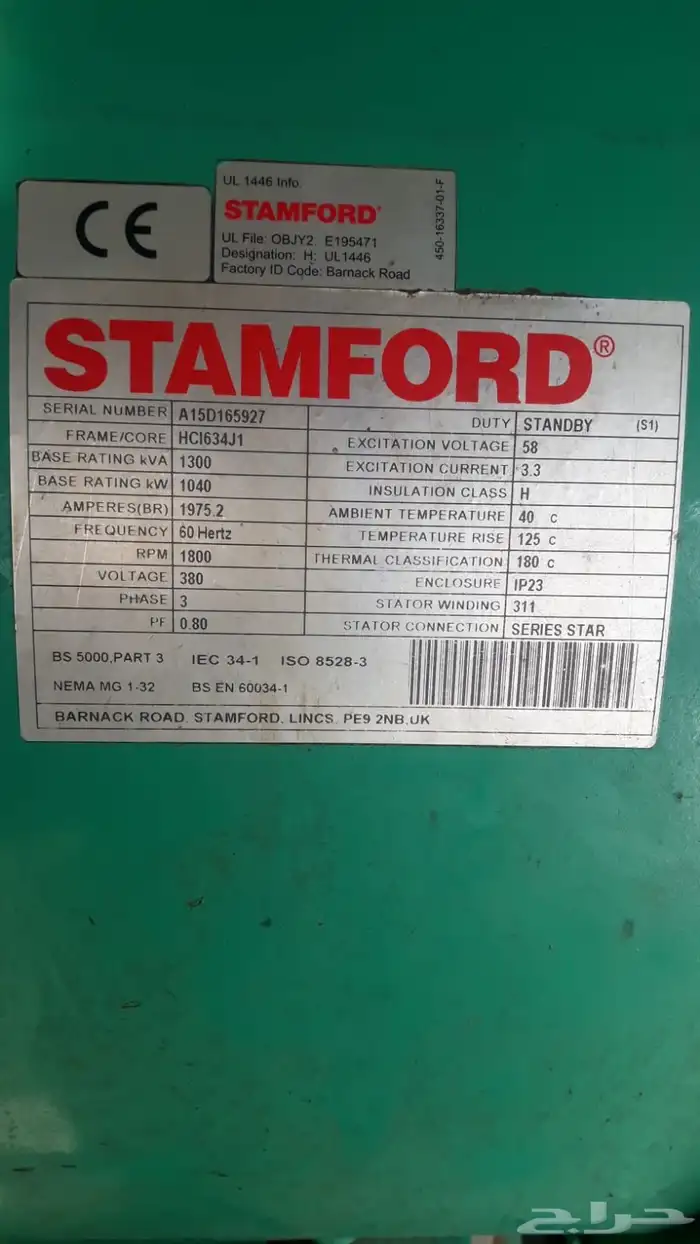 CE
UL 1446 Info.
STAMFORD®
UL File: OBJY2. E195471
Designation: H: UL1446
Factory ID Code: Barnack Road
450-16337-01-F
STAMFORD®
SERIAL NUMBER A15D165927
FRAME/CORE HCI634J1
BASE RATING kVA 1300
BASE RATING kW 1040
AMPERES(BR) 1975.2
FREQUENCY 60 Hertz
RPM 1800
VOLTAGE 380
PHASE 3
PF 0.80
DUTY STANDBY (S1)
EXCITATION VOLTAGE 58
EXCITATION CURRENT 3.3
INSULATION CLASS H
AMBIENT TEMPERATURE 40 C
TEMPERATURE RISE 125 C
THERMAL CLASSIFICATION 180 C
ENCLOSURE IP23
STATOR WINDING 311
STATOR CONNECTION SERIES STAR
BS 5000,PART 3 IEC 34-1 ISO 8528-3
NEMA MG 1-32 BS EN 60034-1
BARNACK ROAD. STAMFORD. LINCS. PE9 2NB,UK
حراج